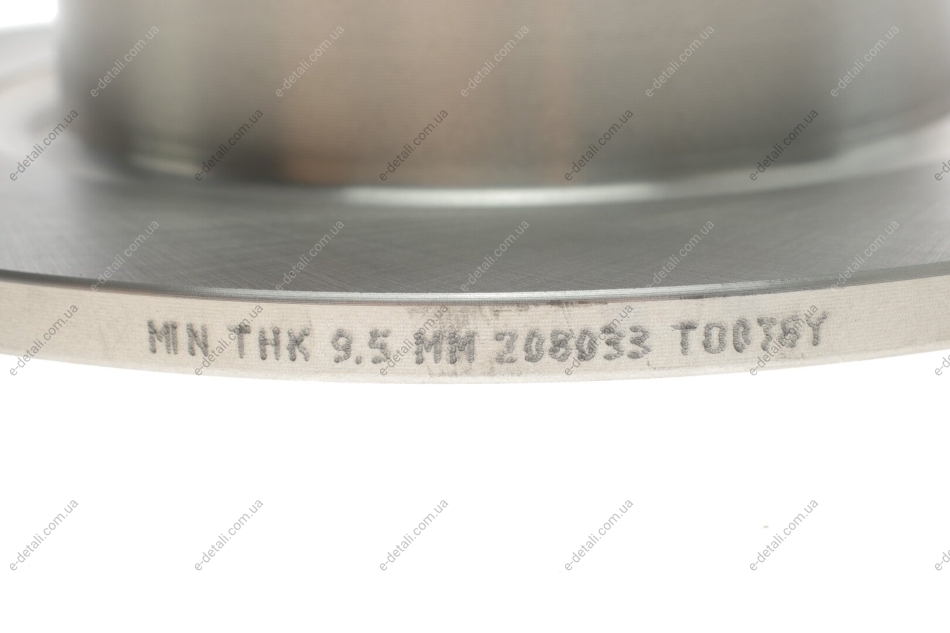 MIN THK 9.5 MM 208033 T0076Y
e-detali.com.ua